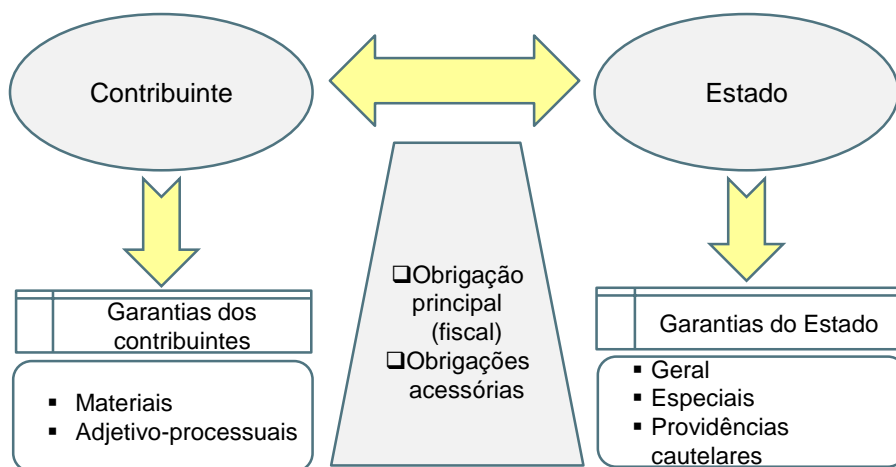 Contribuinte
Estado
❑Obrigação
principal
(fiscal)
❑Obrigações
acessórias
Garantias dos
contribuintes
▪ Materiais
▪ Adjetivo-processuais
Garantias do Estado
▪ Geral
▪ Especiais
▪ Providências
cautelares